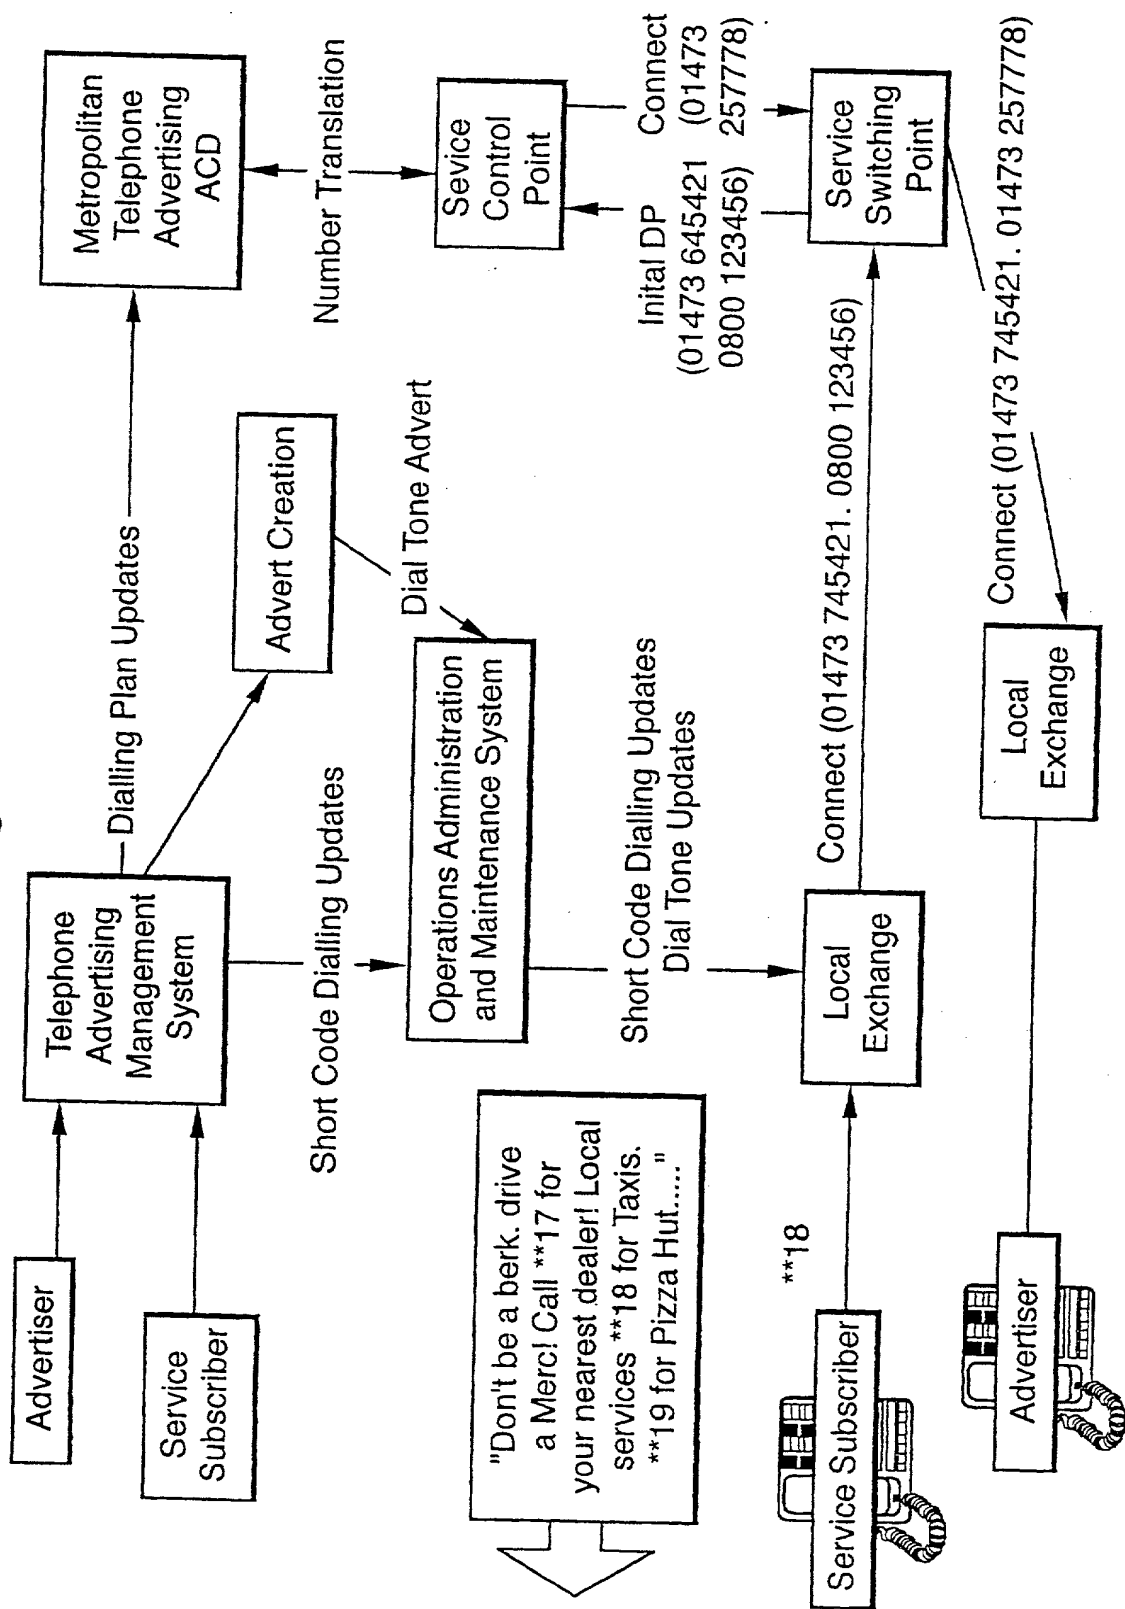 Advertiser
Service
Subscriber
Telephone
Advertising
Management
System
Dialling Plan Updates
Metropolitan
Telephone
Advertising
ACD
Advert Creation
Dial Tone Advert
Number Translation
Short Code Dialling Updates
Operations Administration
and Maintenance System
Sevice
Control
Point
"Don't be a berk. drive
a Merc! Call **17 for
your nearest dealer! Local
services **18 for Taxis.
**19 for Pizza Hut....."
Short Code Dialling Updates
Dial Tone Updates
Inital DP
(01473 645421
0800 123456)
Connect
(01473
257778)
Service Subscriber
**18
Local
Exchange
Connect (01473 745421. 0800 123456)
Service
Switching
Point
Advertiser
Local
Exchange
Connect (01473 745421. 01473 257778)